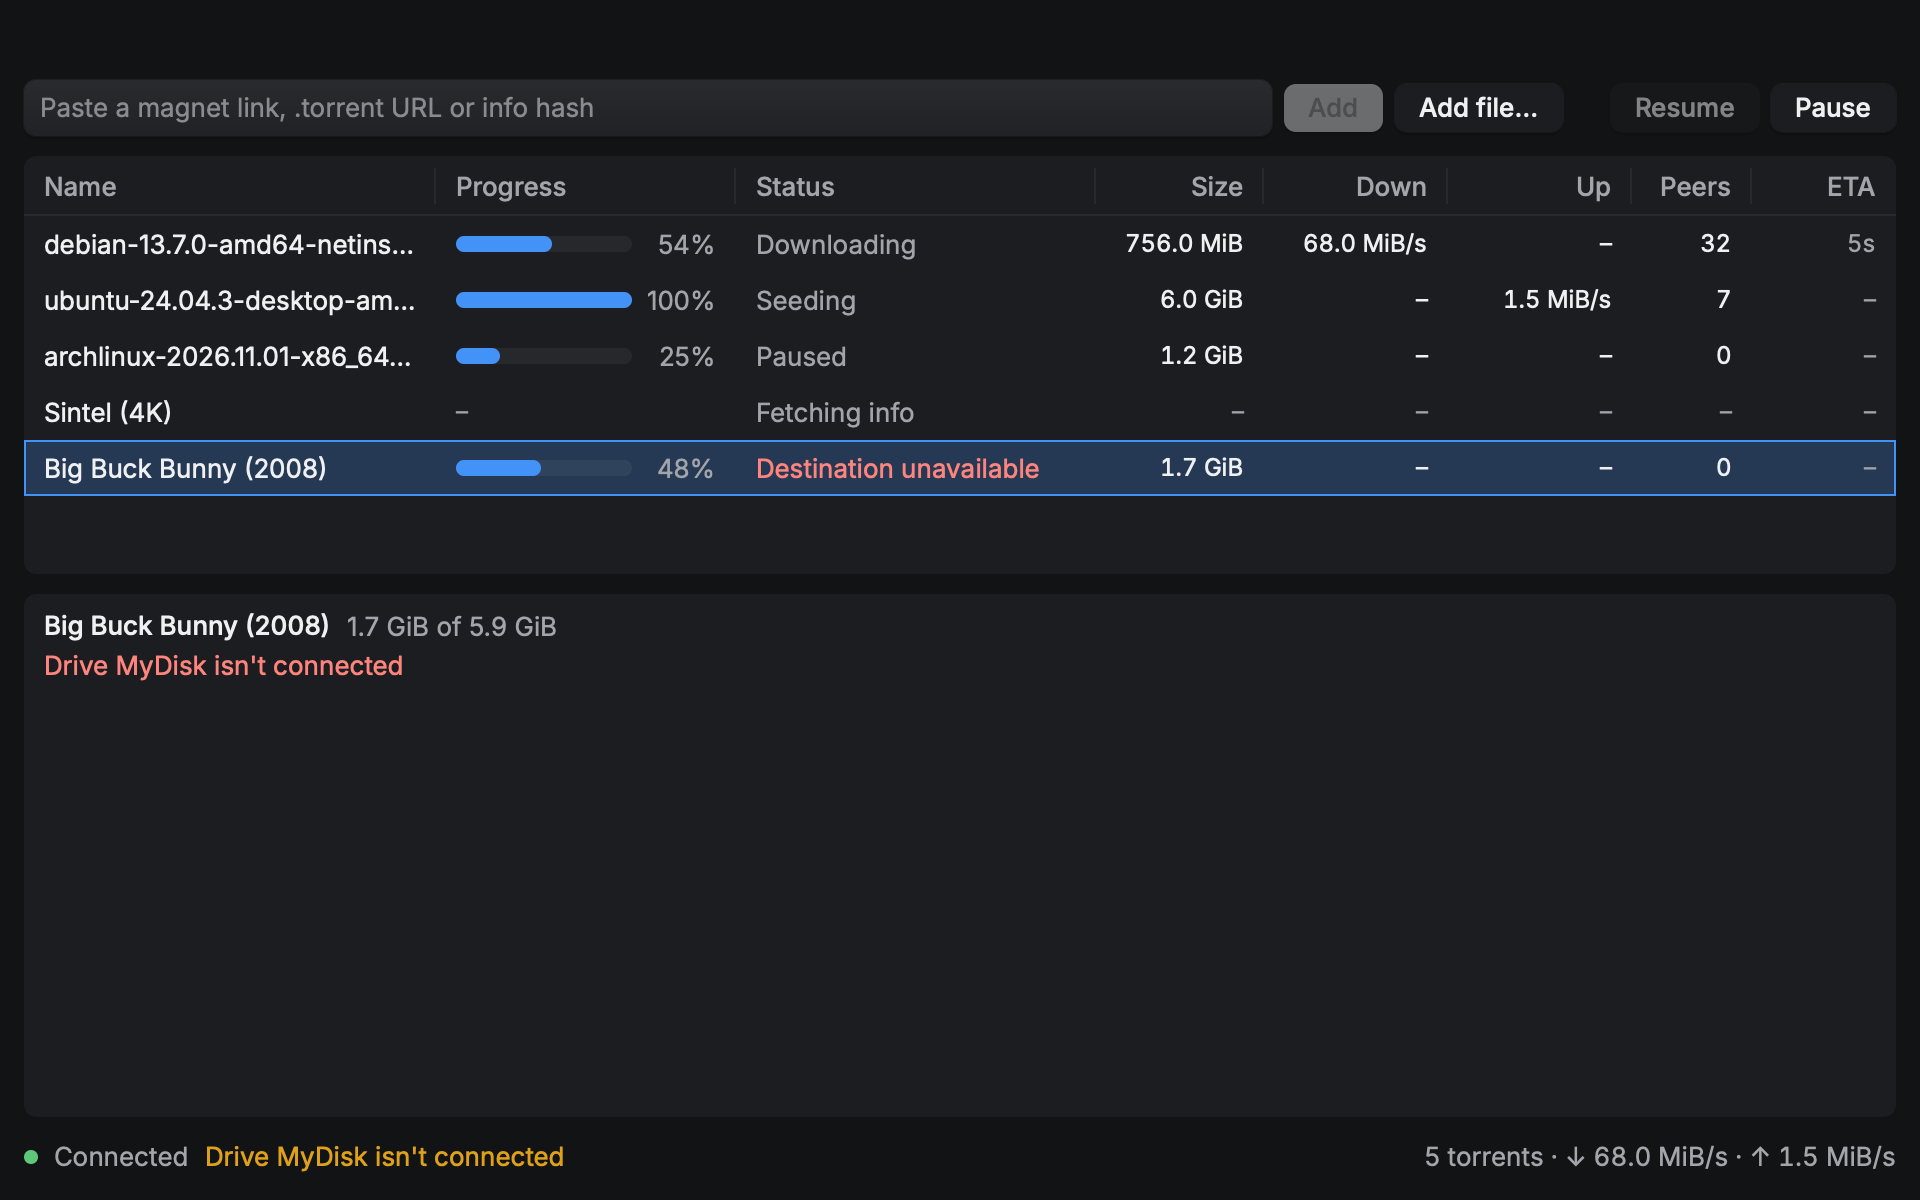 Paste a magnet link, .torrent URL or info hash Add Add file... Resume Pause
Name Progress Status Size Down Up Peers ETA
debian-13.7.0-amd64-netins... 54% Downloading 756.0 MiB 68.0 MiB/s – 32 5s
ubuntu-24.04.3-desktop-am... 100% Seeding 6.0 GiB – 1.5 MiB/s 7 –
archlinux-2026.11.01-x86_64... 25% Paused 1.2 GiB – – 0 –
Sintel (4K) – Fetching info – – – – –
Big Buck Bunny (2008) 48% Destination unavailable 1.7 GiB – – 0 –
Big Buck Bunny (2008) 1.7 GiB of 5.9 GiB
Drive MyDisk isn't connected
Connected Drive MyDisk isn't connected 5 torrents · ↓ 68.0 MiB/s · ↑ 1.5 MiB/s